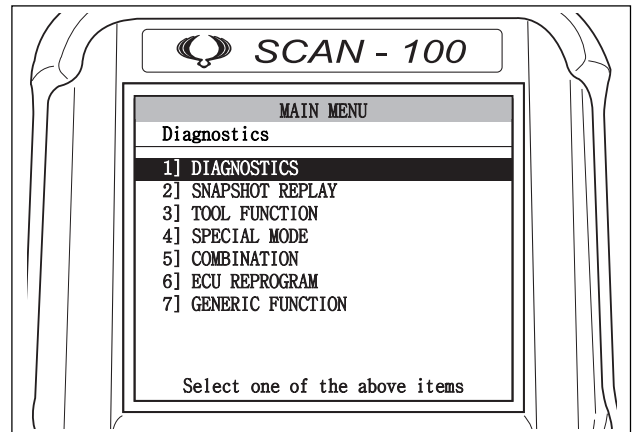 SCAN - 100
MAIN MENU
Diagnostics
1] DIAGNOSTICS
2] SNAPSHOT REPLAY
3] TOOL FUNCTION
4] SPECIAL MODE
5] COMBINATION
6] ECU REPROGRAM
7] GENERIC FUNCTION
Select one of the above items